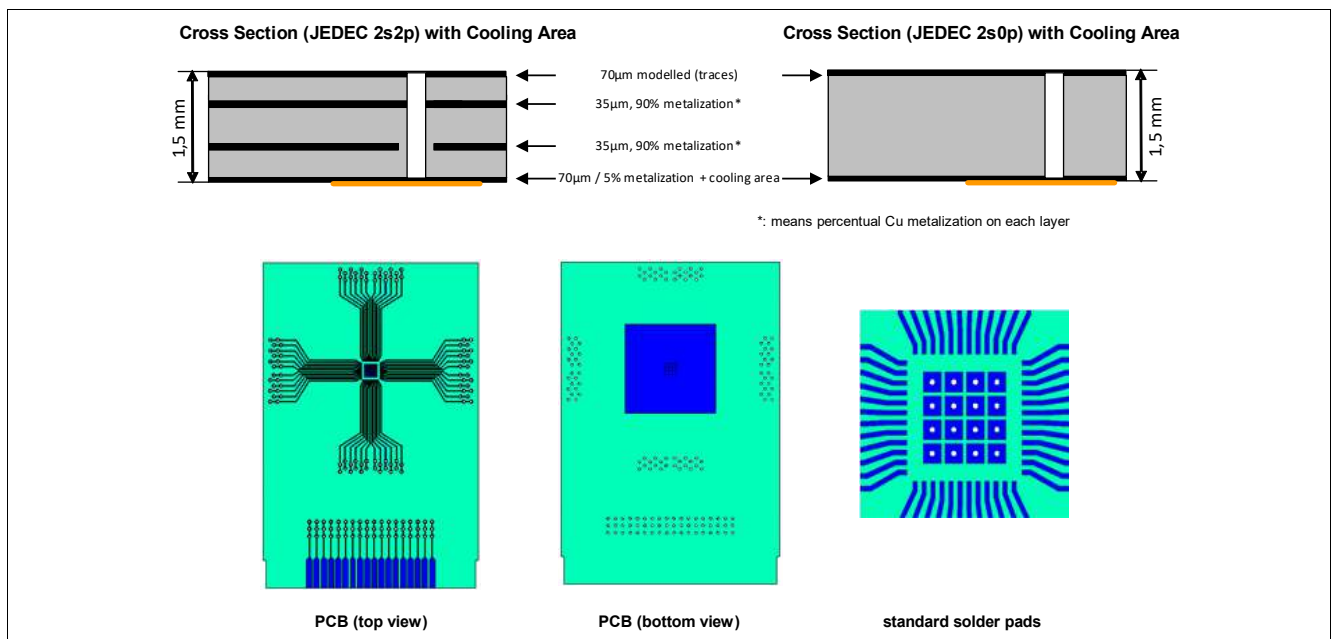 Cross Section (JEDEC 2s2p) with Cooling Area
Cross Section (JEDEC 2s0p) with Cooling Area
1,5 mm
70µm modelled (traces)
35µm, 90% metalization*
35µm, 90% metalization*
70µm / 5% metalization + cooling area
1,5 mm
*: means percentual Cu metalization on each layer
PCB (top view)
PCB (bottom view)
standard solder pads